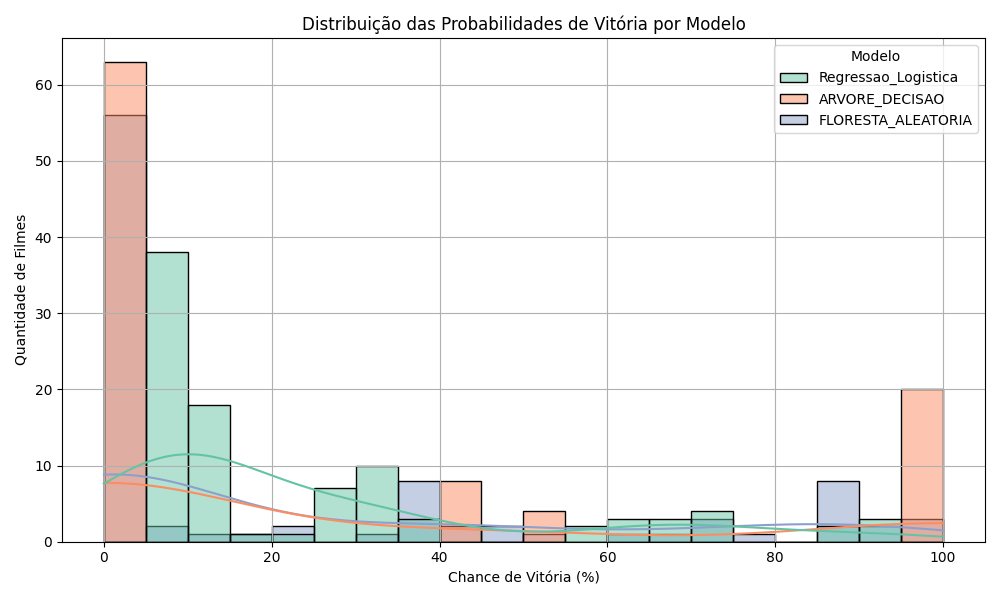 Distribuição das Probabilidades de Vitória por Modelo
Modelo
Regressao_Logistica
ARVORE_DECISAO
FLORESTA_ALEATORIA
Quantidade de Filmes
60
50
40
30
20
10
0
0
20
40
60
80
100
Chance de Vitória (%)